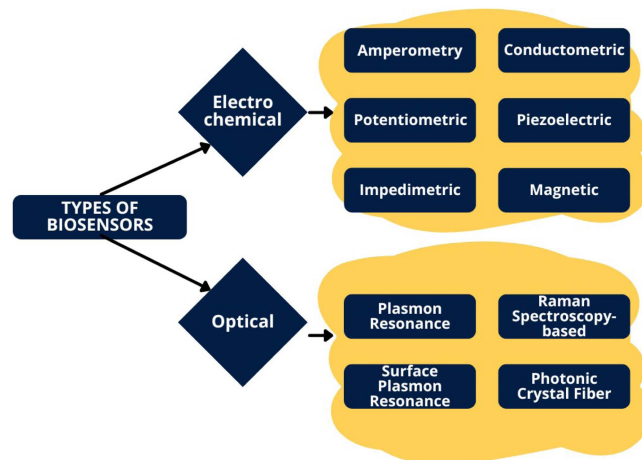 Electro
chemical
Amperometry
Conductometric
Potentiometric
Piezoelectric
Impedimetric
Magnetic
TYPES OF
BIOSENSORS
Optical
Plasmon
Resonance
Raman
Spectroscopy-
based
Surface
Plasmon
Resonance
Photonic
Crystal Fiber